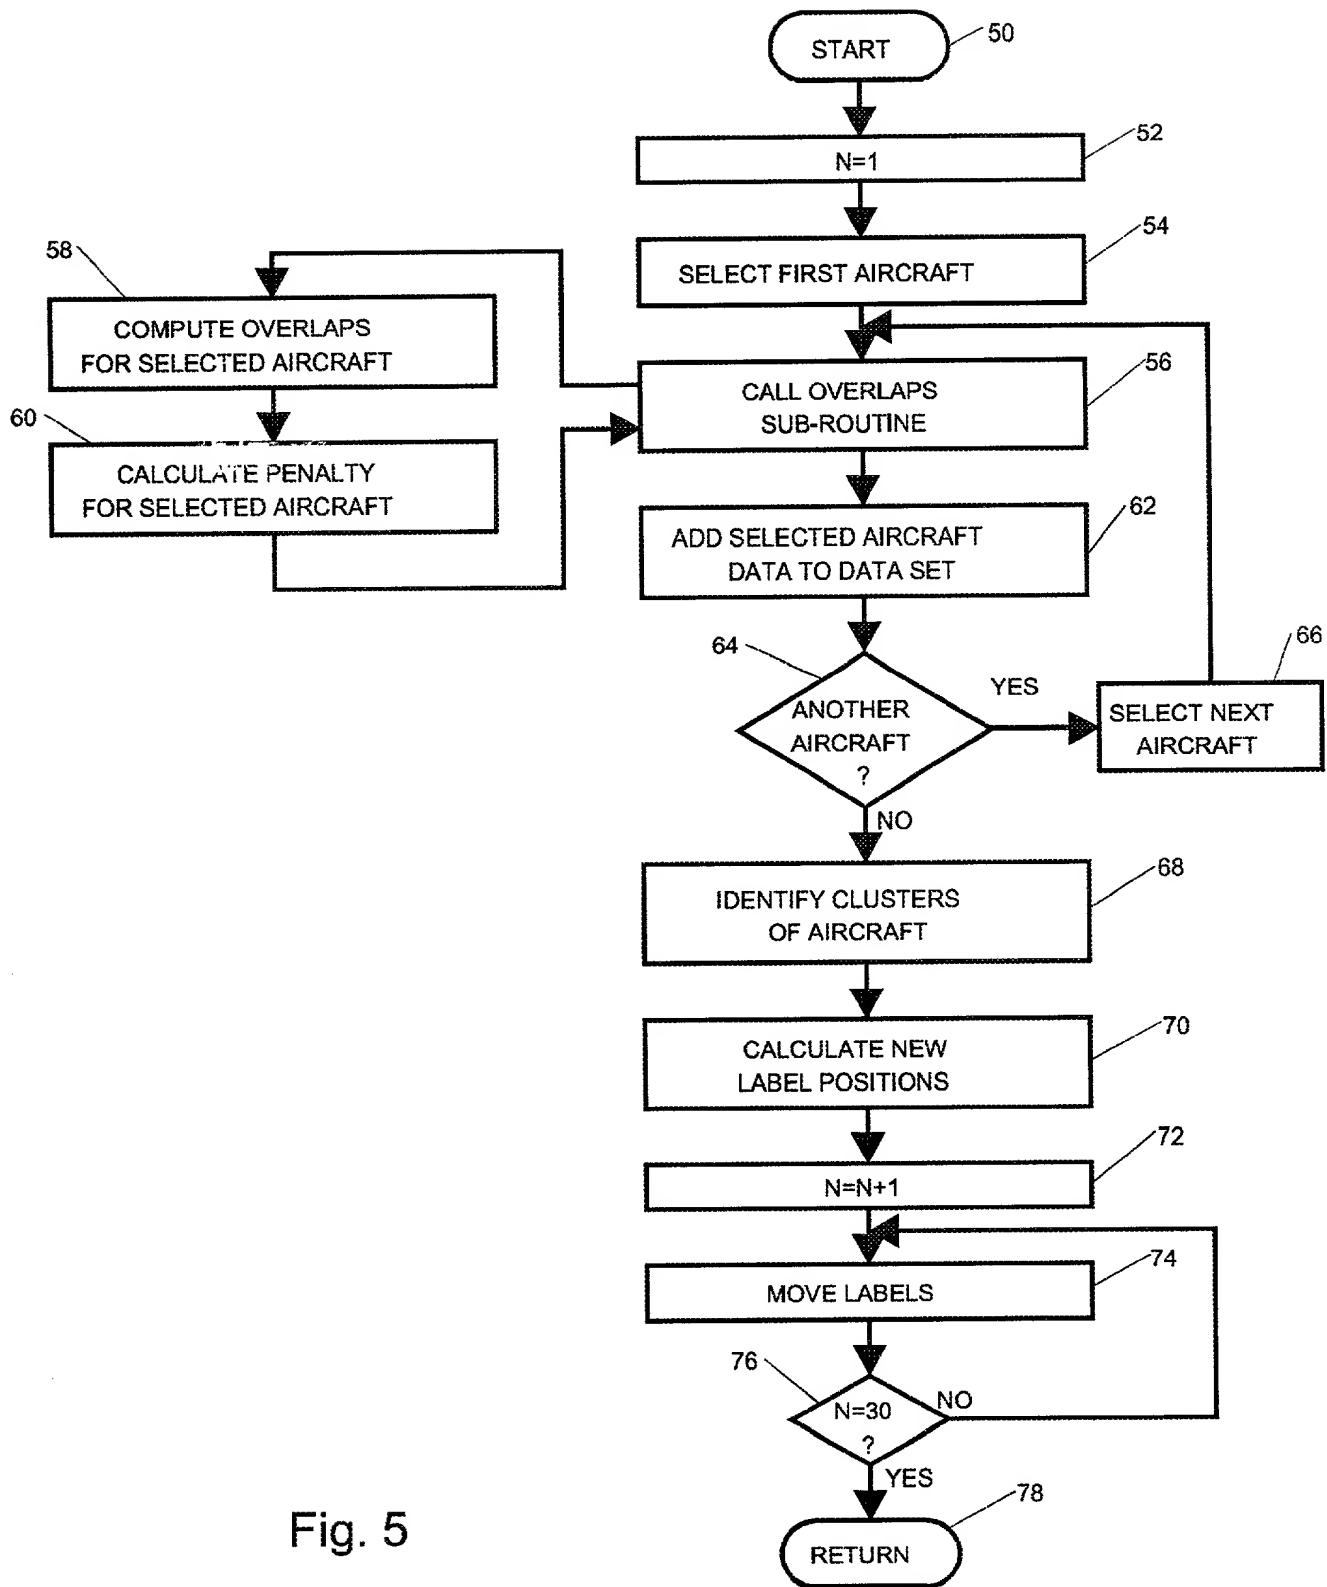 START
50
N=1
52
SELECT FIRST AIRCRAFT
54
58
COMPUTE OVERLAPS
FOR SELECTED AIRCRAFT
CALL OVERLAPS
SUB-ROUTINE
56
60
CALCULATE PENALTY
FOR SELECTED AIRCRAFT
ADD SELECTED AIRCRAFT
DATA TO DATA SET
62
64
ANOTHER
AIRCRAFT
?
YES
66
SELECT NEXT
AIRCRAFT
NO
IDENTIFY CLUSTERS
OF AIRCRAFT
68
CALCULATE NEW
LABEL POSITIONS
70
N=N+1
72
MOVE LABELS
74
76
N=30
?
NO
YES
RETURN
78
Fig. 5